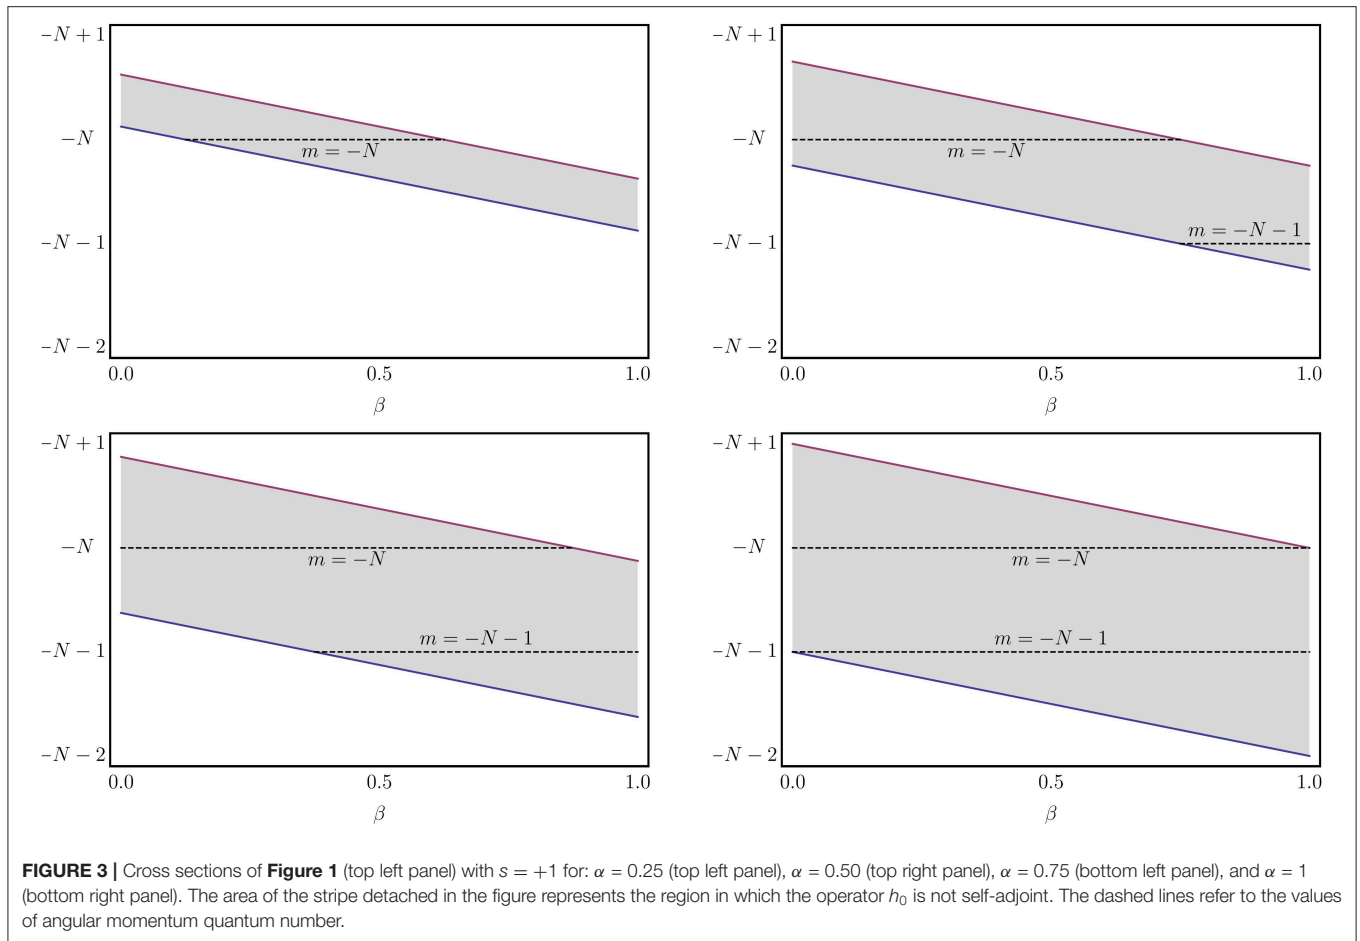 −N + 1
−N
m = −N
−N − 1
−N − 2
0.0 0.5 1.0
β
−N + 1
−N
m = −N
m = −N − 1
−N − 1
−N − 2
0.0 0.5 1.0
β
−N + 1
−N
m = −N
m = −N − 1
−N − 1
−N − 2
0.0 0.5 1.0
β
−N + 1
−N
m = −N
m = −N − 1
−N − 1
−N − 2
0.0 0.5 1.0
β
FIGURE 3 | Cross sections of Figure 1 (top left panel) with s = +1 for: α = 0.25 (top left panel), α = 0.50 (top right panel), α = 0.75 (bottom left panel), and α = 1
(bottom right panel). The area of the stripe detached in the figure represents the region in which the operator h₀ is not self-adjoint. The dashed lines refer to the values
of angular momentum quantum number.